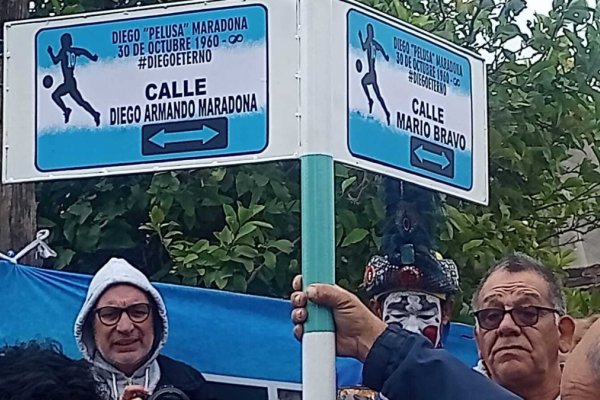 DIEGO "PELUSA" MARADONA
30 DE OCTUBRE 1960 - ∞
#DIEGOETERNO
CALLE
DIEGO ARMANDO MARADONA
DIEGO "PELUSA" MARADONA
30 DE OCTUBRE 1960 - ∞
#DIEGOETERNO
CALLE
MARIO BRAVO